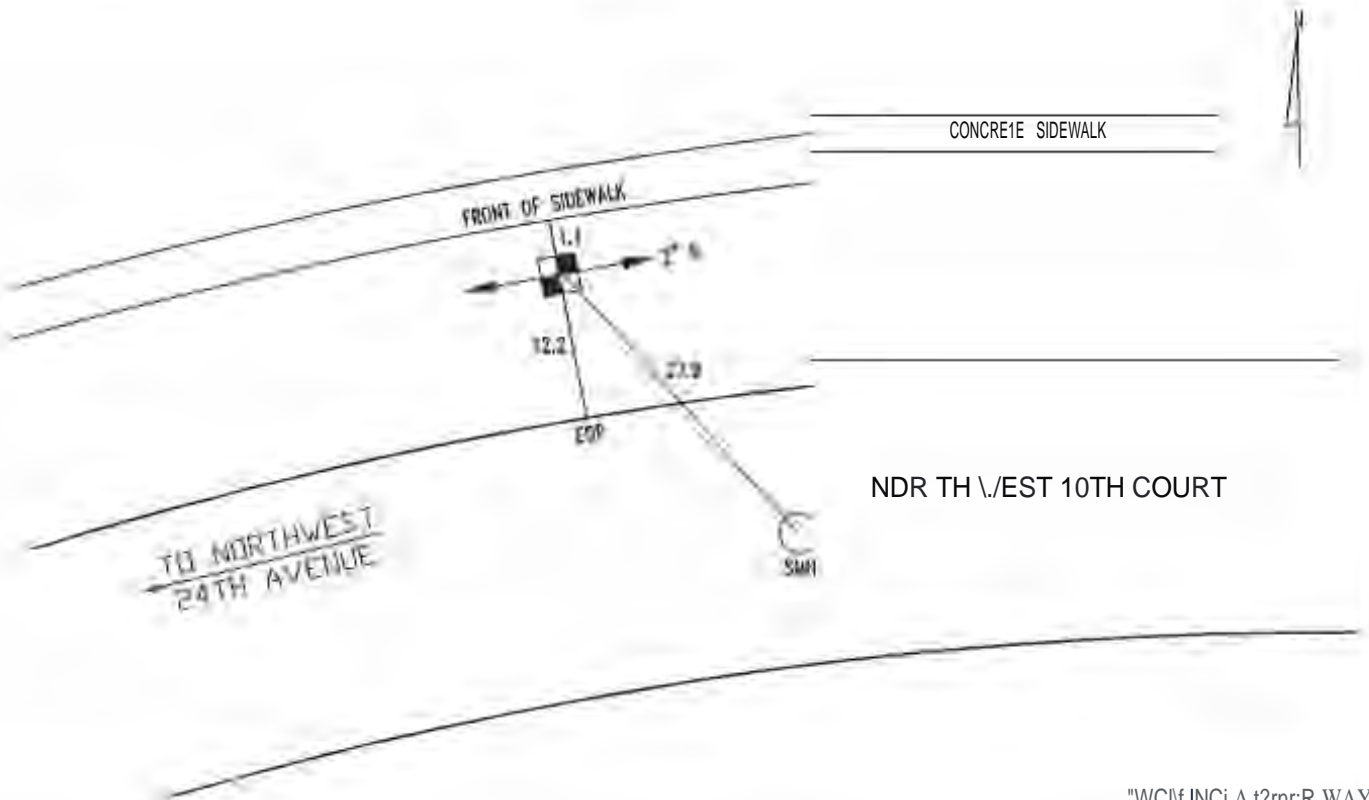 N
CONCRE1E SIDEWALK
FRONT OF SIDEWALK
1.1
2" G
12.2
27.9
EOP
NDR TH \./EST 10TH COURT
SMH
TO NORTHWEST
24TH AVENUE
WAY